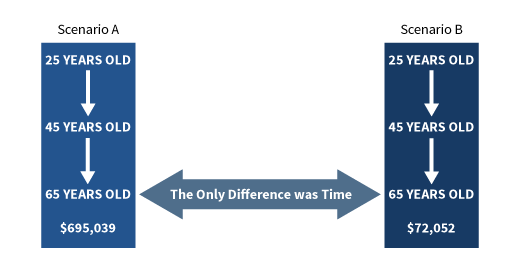 Scenario A
25 YEARS OLD
45 YEARS OLD
65 YEARS OLD
$695,039
The Only Difference was Time
Scenario B
25 YEARS OLD
45 YEARS OLD
65 YEARS OLD
$72,052